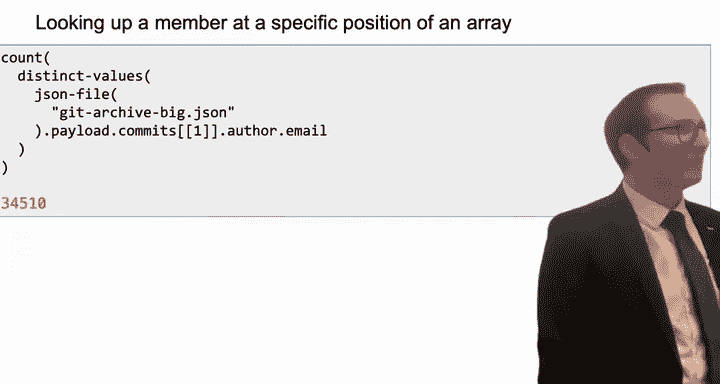 Looking up a member at a specific position of an array
count(
distinct-values(
json-file(
"git-archive-big.json"
).payload.commits[[1]].author.email
)
)
34510